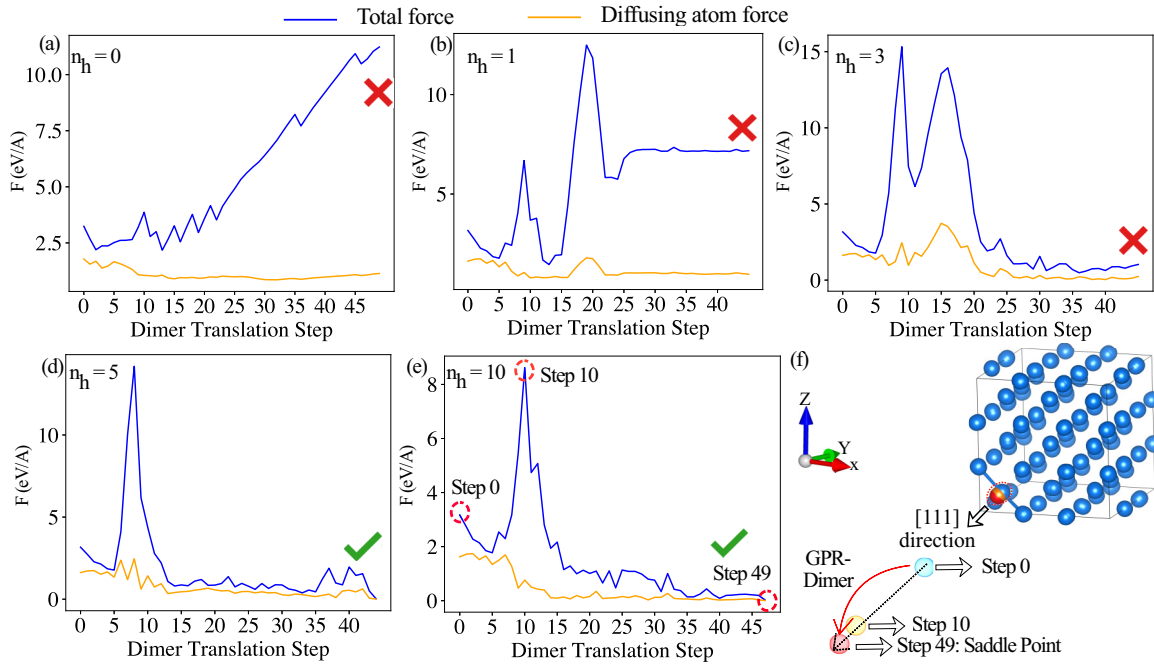 Total force
Diffusing atom force
(a)
n_h = 0
F (eV/A)
10.0
7.5
5.0
2.5
0 5 10 15 20 25 30 35 40 45
Dimer Translation Step
(b)
n_h = 1
F (eV/A)
10
5
0 5 10 15 20 25 30 35 40
Dimer Translation Step
(c)
n_h = 3
F (eV/A)
15
10
5
0
0 5 10 15 20 25 30 35 40
Dimer Translation Step
(d)
n_h = 5
F (eV/A)
10
5
0
0 5 10 15 20 25 30 35 40
Dimer Translation Step
(e)
n_h = 10
Step 10
Step 0
Step 49
F (eV/A)
8
6
4
2
0
0 5 10 15 20 25 30 35 40 45
Dimer Translation Step
(f)
Z
Y
x
[111]
direction
GPR-
Dimer
Step 0
Step 10
Step 49: Saddle Point